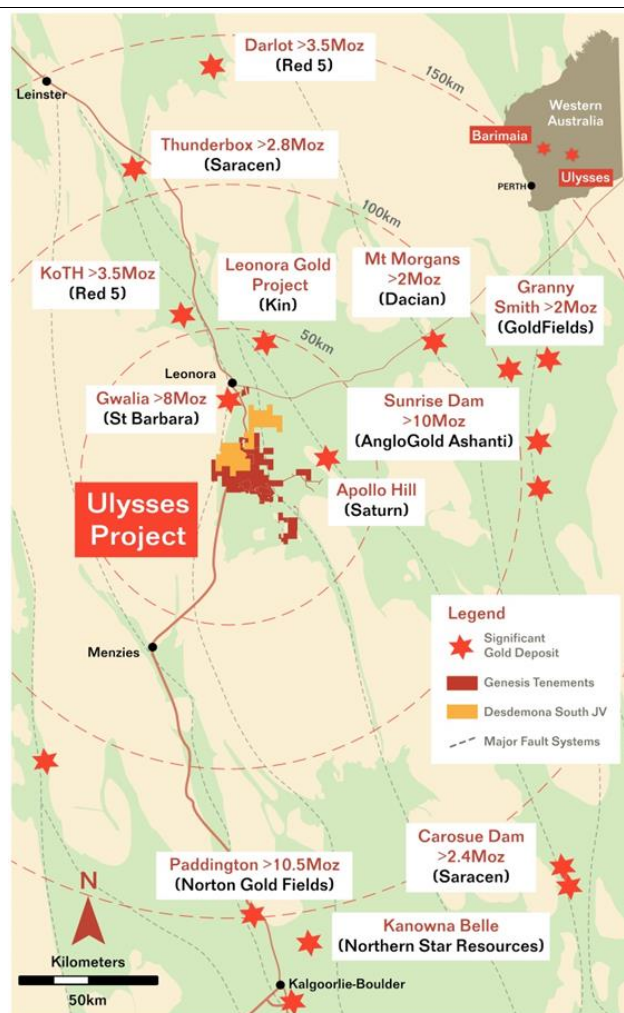 Darlot >3.5Moz
(Red 5)
Leinster
150km
Western
Australia
Barimaia
Ulysses
PERTH
Thunderbox >2.8Moz
(Saracen)
100km
KoTH >3.5Moz
(Red 5)
Leonora Gold
Project
(Kin)
Mt Morgans
>2Moz
(Dacian)
Granny
Smith >2Moz
(GoldFields)
50km
Leonora
Gwalia >8Moz
(St Barbara)
Sunrise Dam
>10Moz
(AngloGold Ashanti)
Apollo Hill
(Saturn)
Ulysses
Project
Menzies
Legend
Significant
Gold Deposit
Genesis Tenements
Desdemona South JV
Major Fault Systems
Carosue Dam
>2.4Moz
(Saracen)
Paddington >10.5Moz
(Norton Gold Fields)
N
Kilometers
50km
Kanowna Belle
(Northern Star Resources)
Kalgoorlie-Boulder